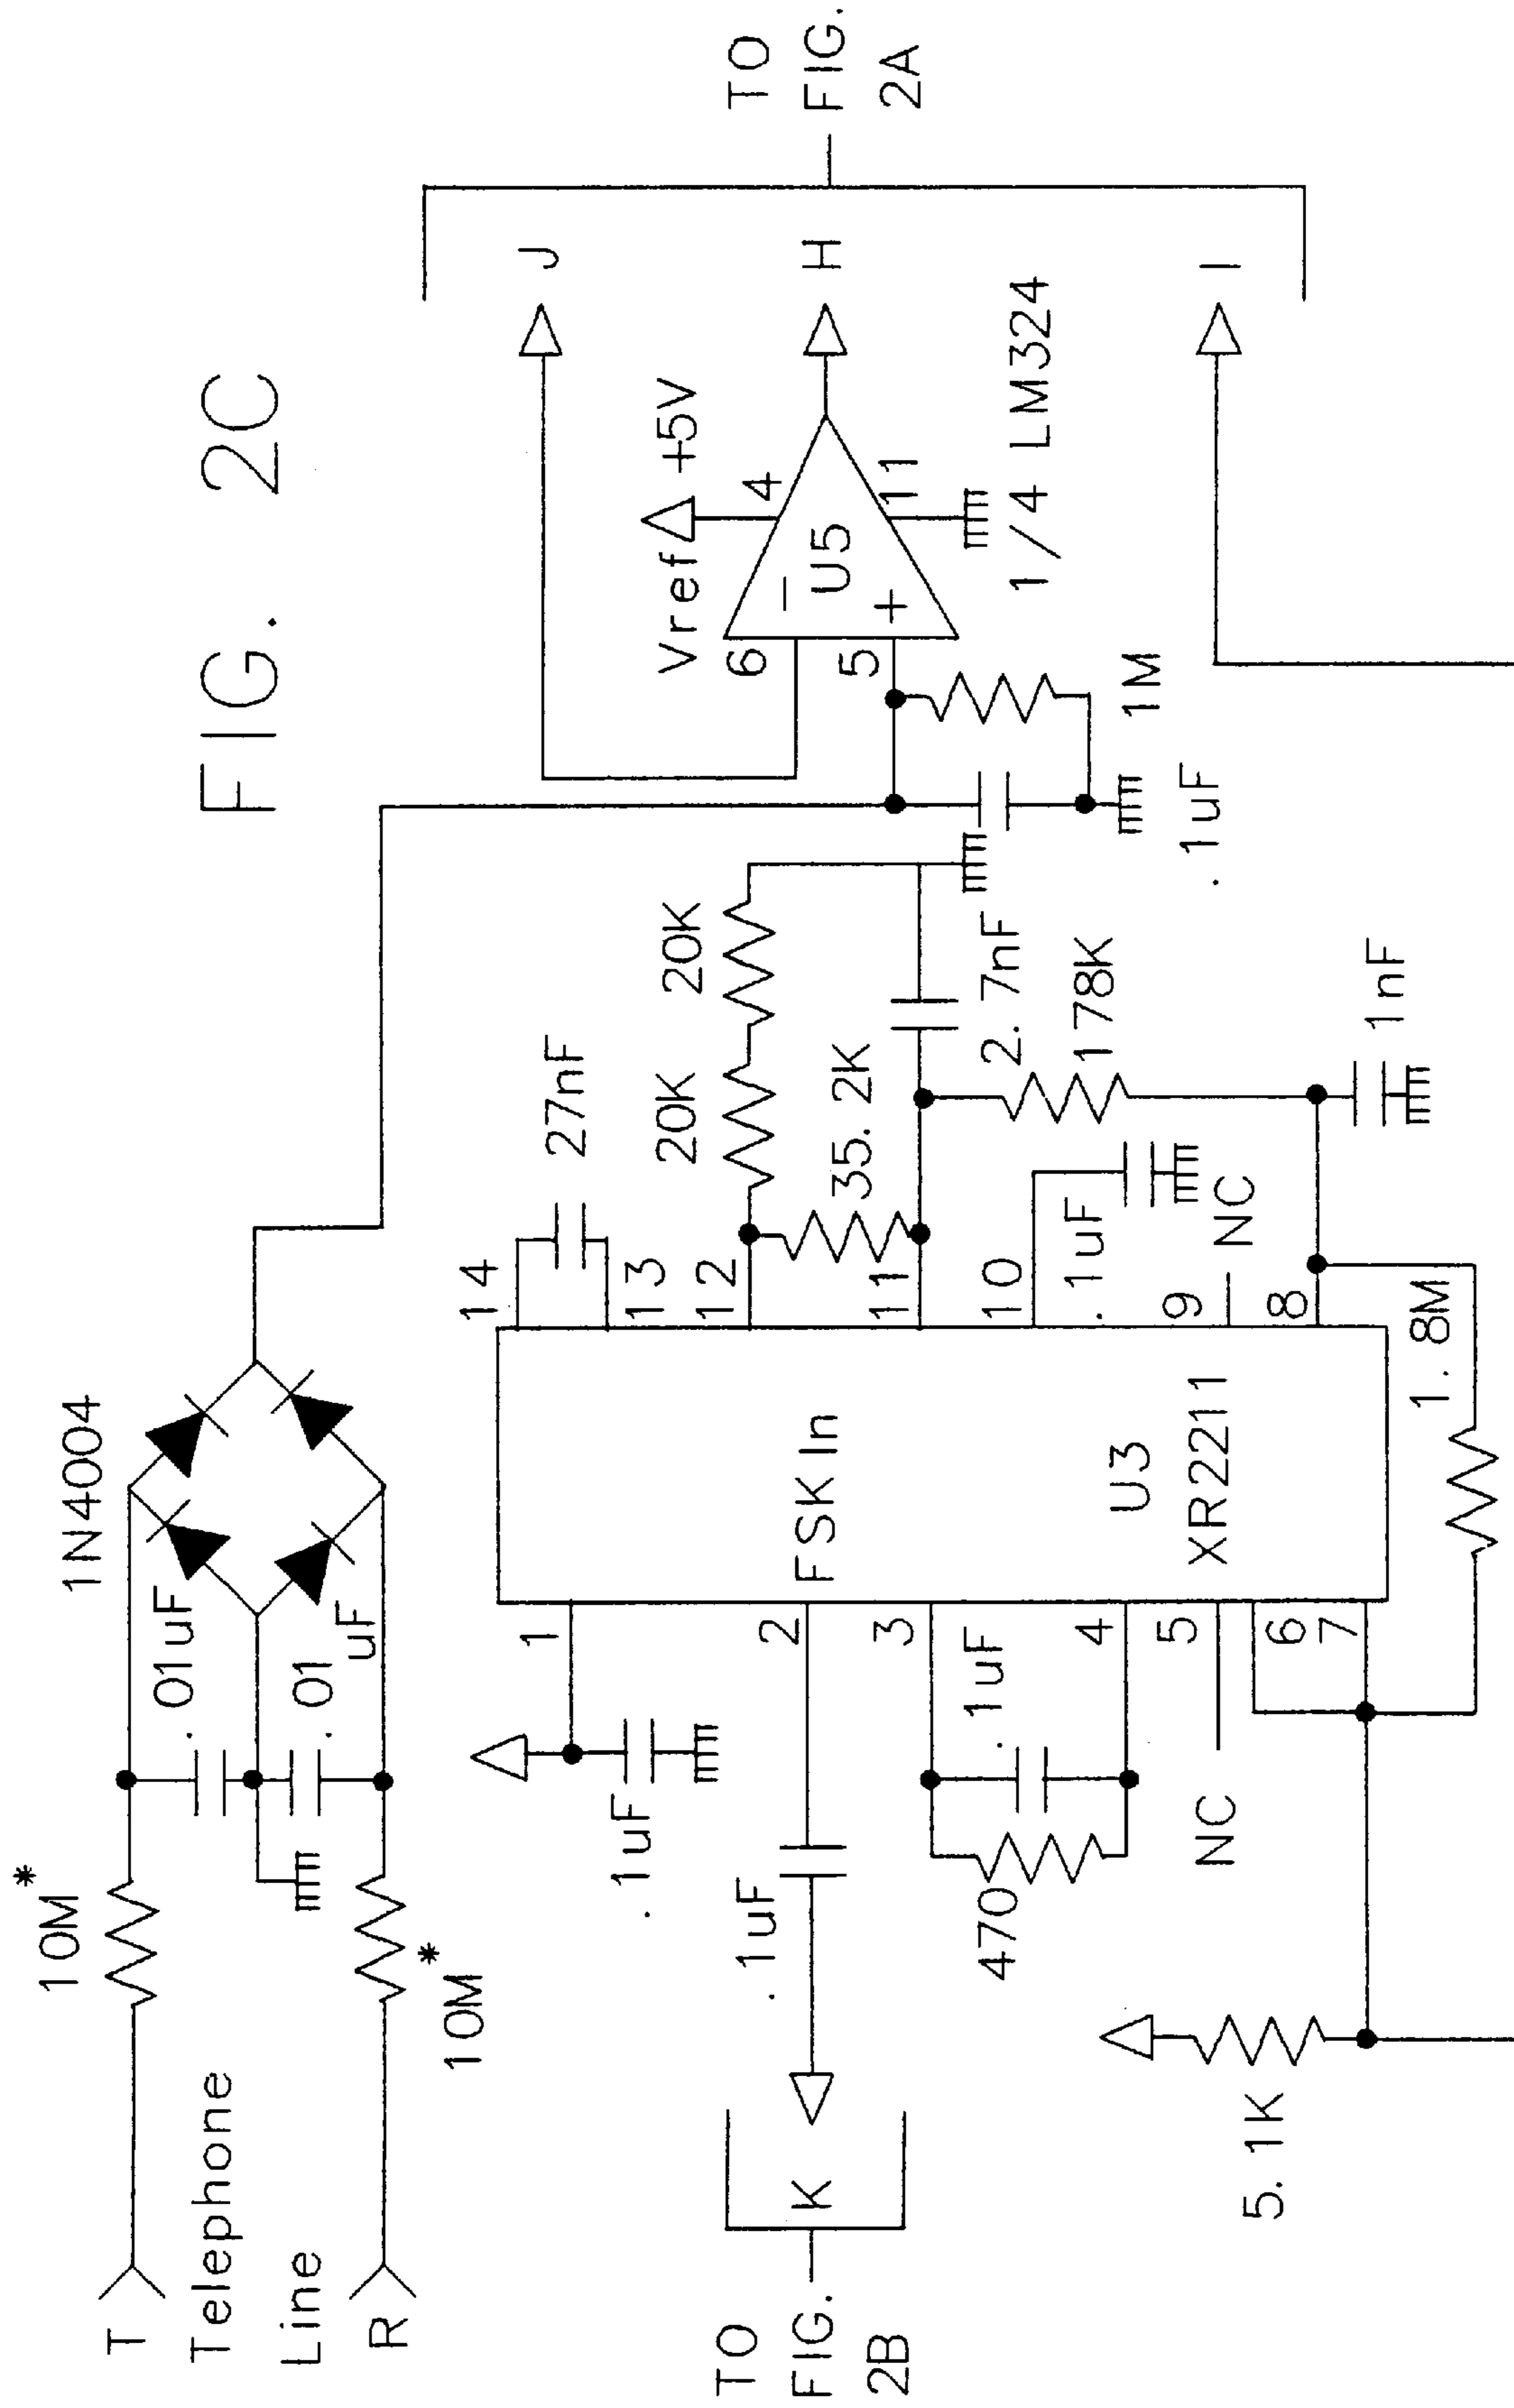 FIG. 2C
T
Telephone
Line
R
10M*
10M*
.01uF
.01
uF
1N4004
TO
FIG.
2B
K
.1uF
.1uF
1
2
3
4
5
6
7
FSK In
U3
XR2211
14
13
12
11
10
9
8
470
.1uF
NC
5.1K
27nF
20K
20K
35.2K
2.7nF
178K
.1uF
NC
1nF
1.8M
Vref
+5V
6
5
4
11
-
+
U5
1/4 LM324
1M
.1uF
J
H
I
TO
FIG.
2A